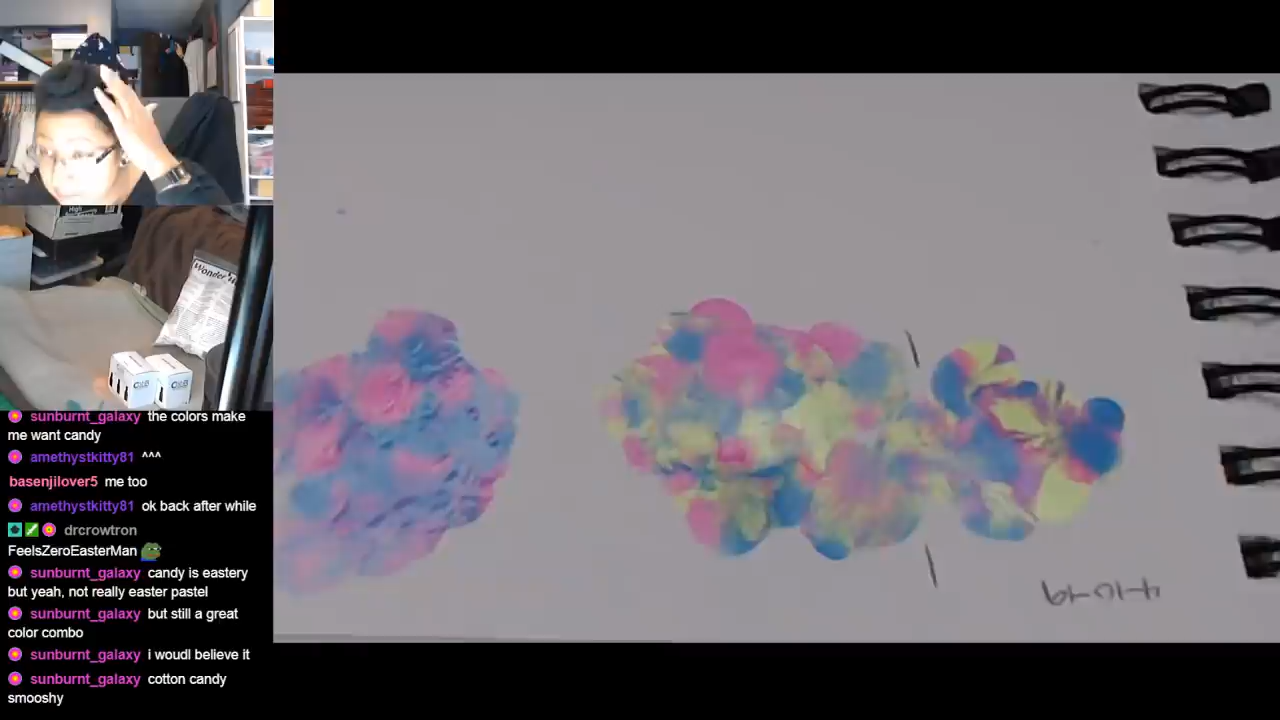 High
Wonder
sunburnt_galaxy the colors make
me want candy
amethystkitty81 ^^^
basenjilover5 me too
amethystkitty81 ok back after while
drcrowtron
FeelsZeroEasterMan
sunburnt_galaxy candy is eastery
but yeah, not really easter pastel
sunburnt_galaxy but still a great
color combo
sunburnt_galaxy i woudl believe it
sunburnt_galaxy cotton candy
smooshy